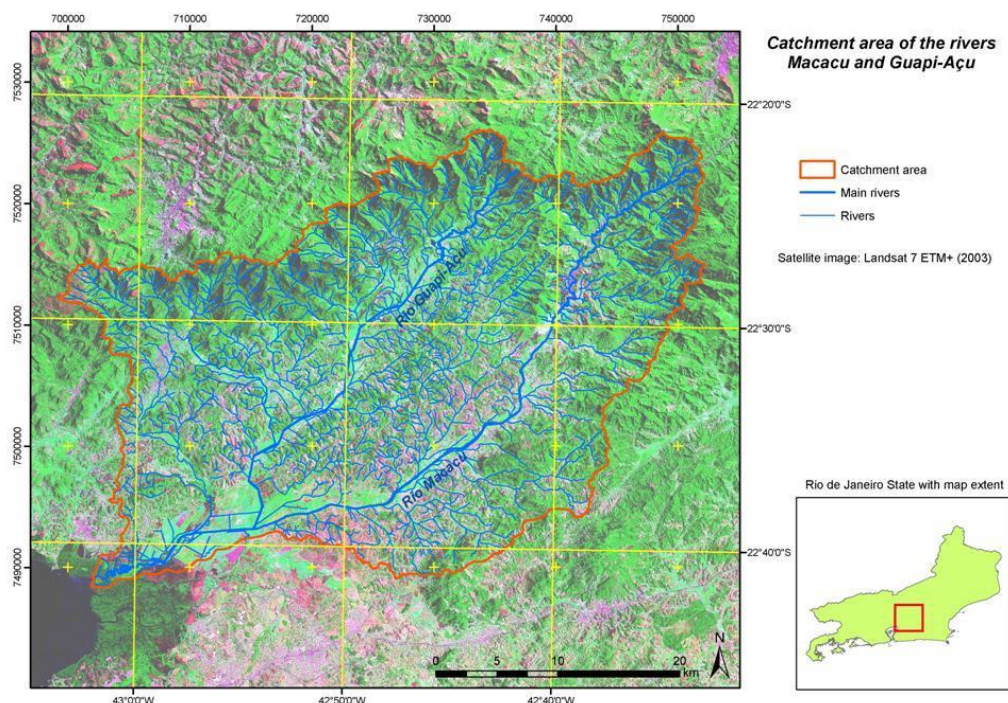 700000 710000 720000 730000 740000 750000
Catchment area of the rivers
Macacu and Guapi-Açu
7530000
22°20'0"S
Catchment area
Main rivers
Rivers
7520000
Satellite image: Landsat 7 ETM+ (2003)
Rio Guapi-Açu
7510000
22°30'0"S
7500000
Rio Macacu
Rio de Janeiro State with map extent
22°40'0"S
7490000
N
0 5 10 20
km
43°0'0"W 42°50'0"W 42°40'0"W